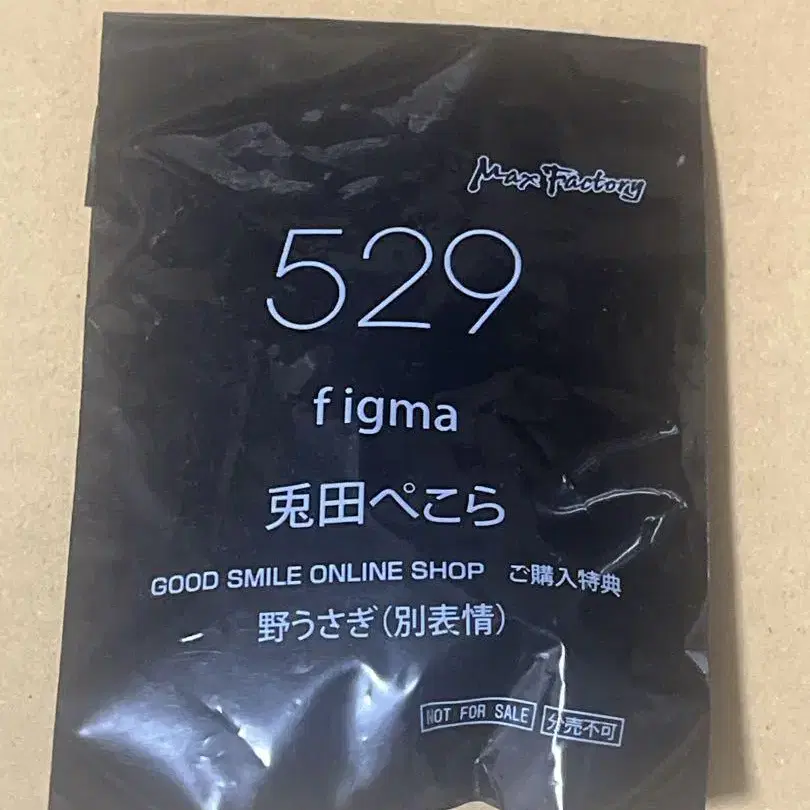 Max Factory
529
figma
兎田ぺこら
GOOD SMILE ONLINE SHOP ご購入特典
野うさぎ(別表情)
NOT FOR SALE 分売不可